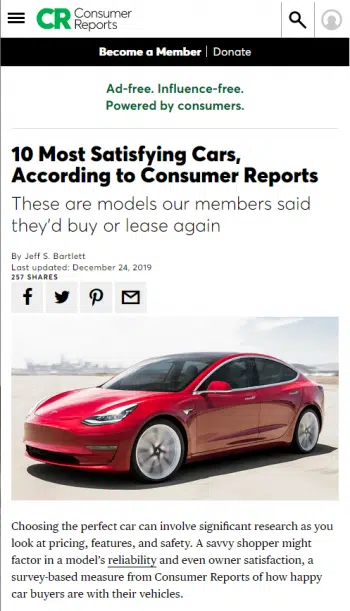 CR Consumer
Reports
Become a Member | Donate
Ad-free. Influence-free.
Powered by consumers.
10 Most Satisfying Cars,
According to Consumer Reports
These are models our members said
they'd buy or lease again
By Jeff S. Bartlett
Last updated: December 24, 2019
257 SHARES
Choosing the perfect car can involve significant research as you
look at pricing, features, and safety. A savvy shopper might
factor in a model's reliability and even owner satisfaction, a
survey-based measure from Consumer Reports of how happy
car buyers are with their vehicles.